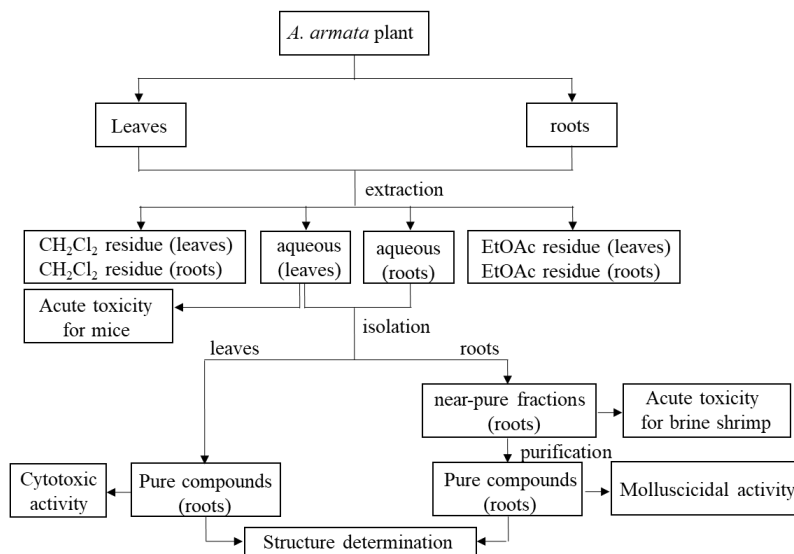 A. armata plant
Leaves
roots
extraction
CH₂Cl₂ residue (leaves)
CH₂Cl₂ residue (roots)
aqueous
(leaves)
aqueous
(roots)
EtOAc residue (leaves)
EtOAc residue (roots)
Acute toxicity
for mice
isolation
leaves
roots
near-pure fractions
(roots)
Acute toxicity
for brine shrimp
purification
Cytotoxic
activity
Pure compounds
(roots)
Pure compounds
(roots)
Molluscicidal activity
Structure determination